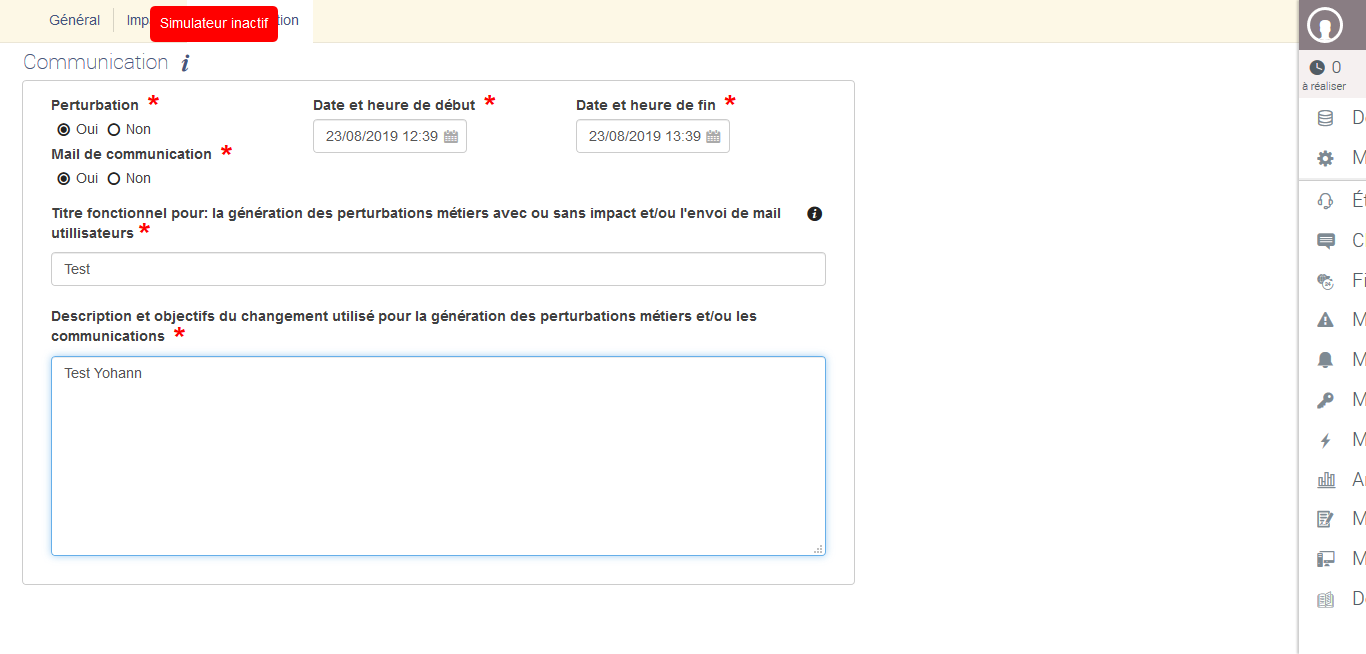 Général
Imp
Simulateur inactif
tion
Communication i
Perturbation *
Oui Non
Mail de communication *
Oui Non
Date et heure de début *
23/08/2019 12:39
Date et heure de fin *
23/08/2019 13:39
Titre fonctionnel pour: la génération des perturbations métiers avec ou sans impact et/ou l'envoi de mail
utillisateurs *
Test
Description et objectifs du changement utilisé pour la génération des perturbations métiers et/ou les
communications *
Test Yohann
0
à réaliser
D
M
Ét
C
Fi
M
M
M
M
A
M
M
D